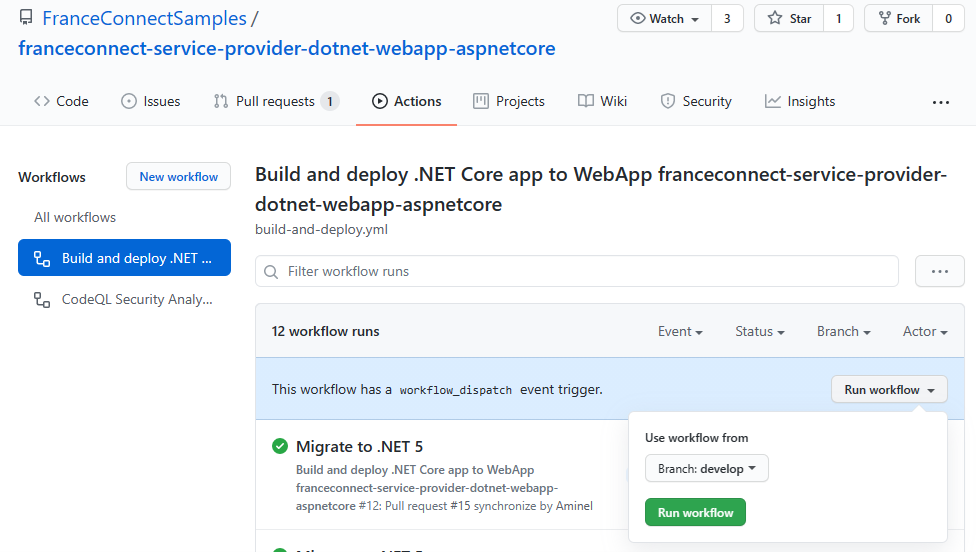 FranceConnectSamples /
franceconnect-service-provider-dotnet-webapp-aspnetcore
Watch 3 Star 1 Fork 0
Code Issues Pull requests 1 Actions Projects Wiki Security Insights ...
Workflows
New workflow
All workflows
Build and deploy .NET ...
CodeQL Security Analy...
Build and deploy .NET Core app to WebApp franceconnect-service-provider-
dotnet-webapp-aspnetcore
build-and-deploy.yml
Filter workflow runs
...
12 workflow runs
Event Status Branch Actor
This workflow has a workflow_dispatch event trigger.
Run workflow
Use workflow from
Branch: develop
Run workflow
Migrate to .NET 5
Build and deploy .NET Core app to WebApp
franceconnect-service-provider-dotnet-webapp-
aspnetcore #12: Pull request #15 synchronize by Aminel